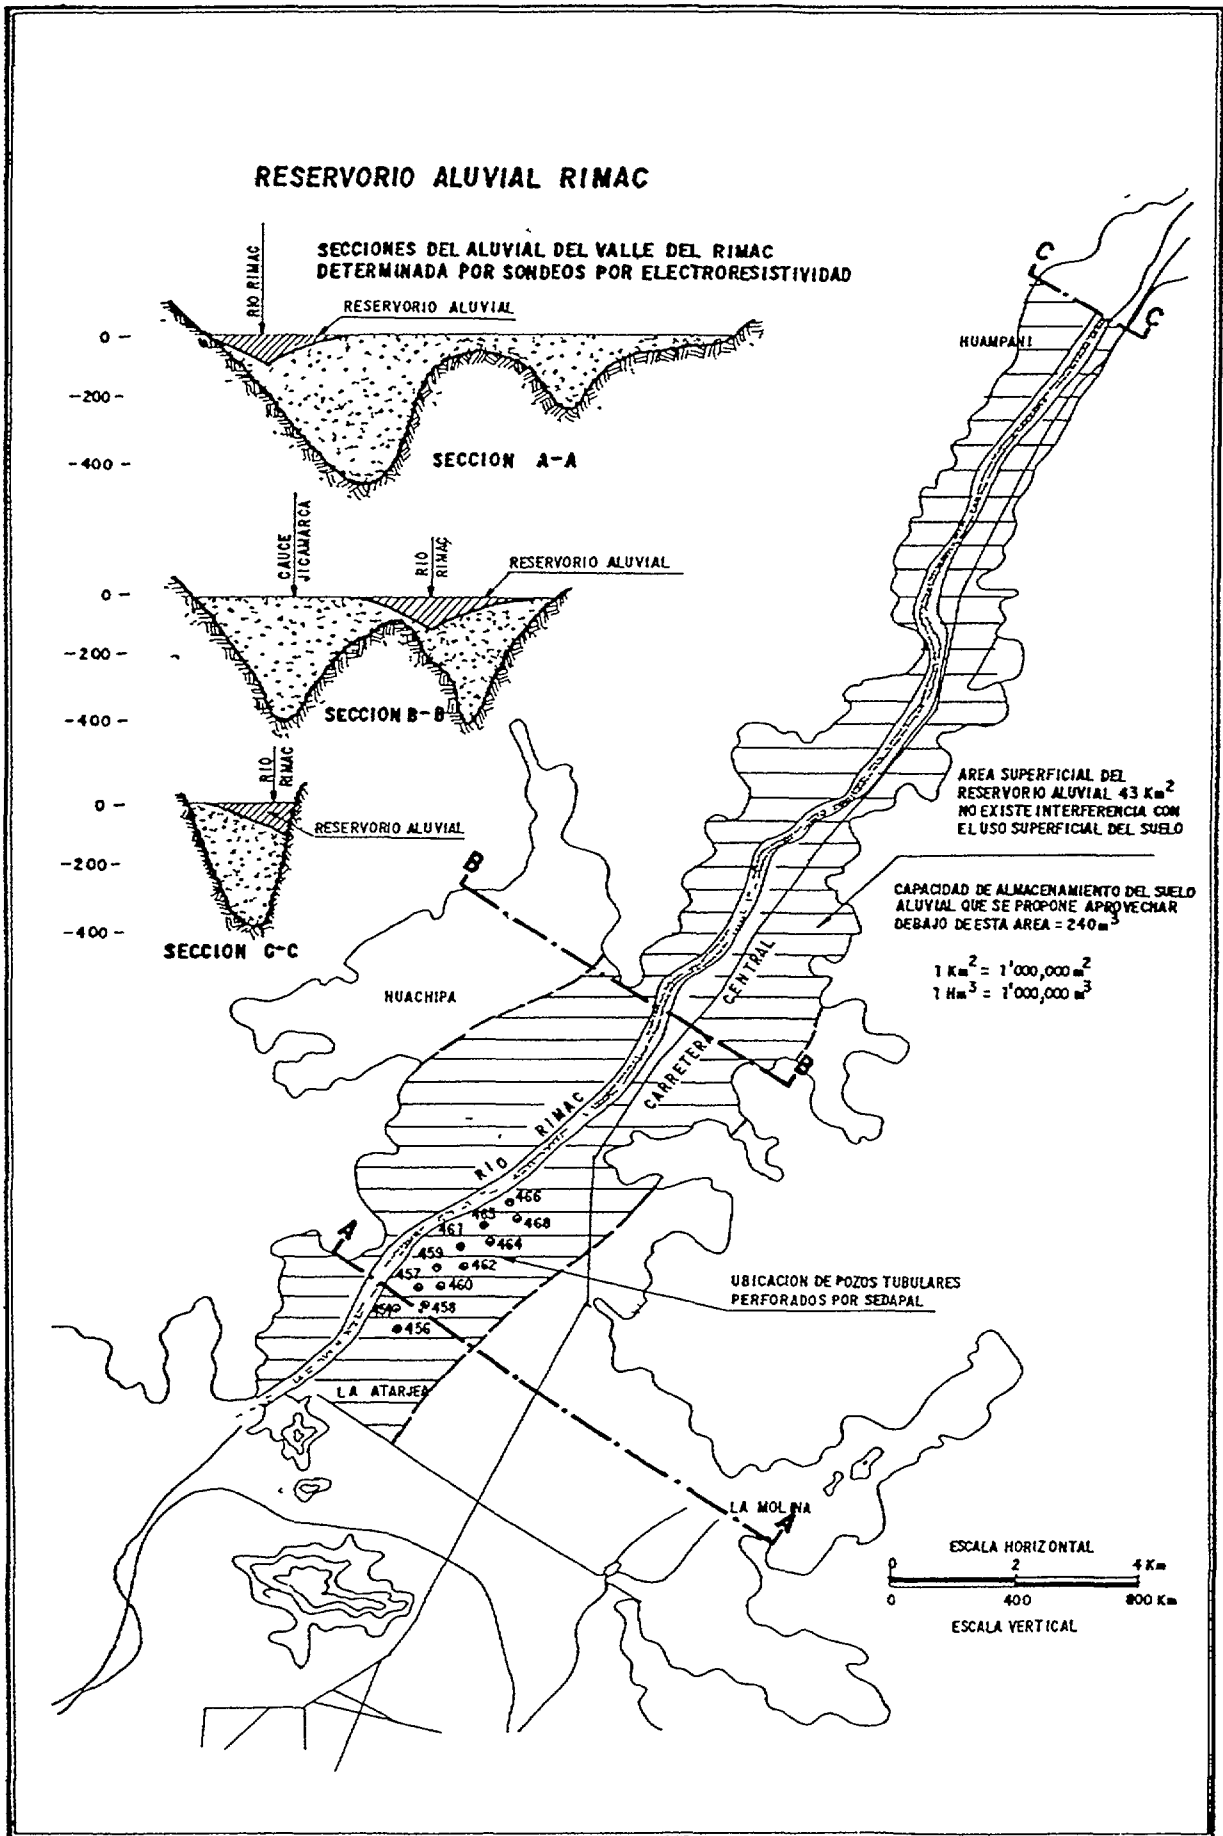 RESERVORIO ALUVIAL RIMAC
SECCIONES DEL ALUVIAL DEL VALLE DEL RIMAC
DETERMINADA POR SONDEOS POR ELECTRORESISTIVIDAD
RIO RIMAC
RESERVORIO ALUVIAL
0 -
-200 -
-400 -
SECCION A-A
CAUCE
JICAMARCA
RIO
RIMAC
RESERVORIO ALUVIAL
0 -
-200 -
-400 -
SECCION B-B
RIO
RIMAC
0 -
RESERVORIO ALUVIAL
-200 -
-400 -
SECCION C-C
C
C
HUAMPANI
AREA SUPERFICIAL DEL
RESERVORIO ALUVIAL 43 Km²
NO EXISTE INTERFERENCIA CON
EL USO SUPERFICIAL DEL SUELO
CAPACIDAD DE ALMACENAMIENTO DEL SUELO
ALUVIAL QUE SE PROPONE APROVECHAR
DEBAJO DE ESTA AREA = 240 m³
1 Km² = 1'000,000 m²
1 Hm³ = 1'000,000 m³
B
B
HUACHIPA
CARRETERA CENTRAL
RIO RIMAC
466
465
468
461
464
459
462
457
460
458
456
A
UBICACION DE POZOS TUBULARES
PERFORADOS POR SEDAPAL
LA ATARJEA
LA MOLINA
A
ESCALA HORIZONTAL
0 2 4 Km
0 400 800 Km
ESCALA VERTICAL